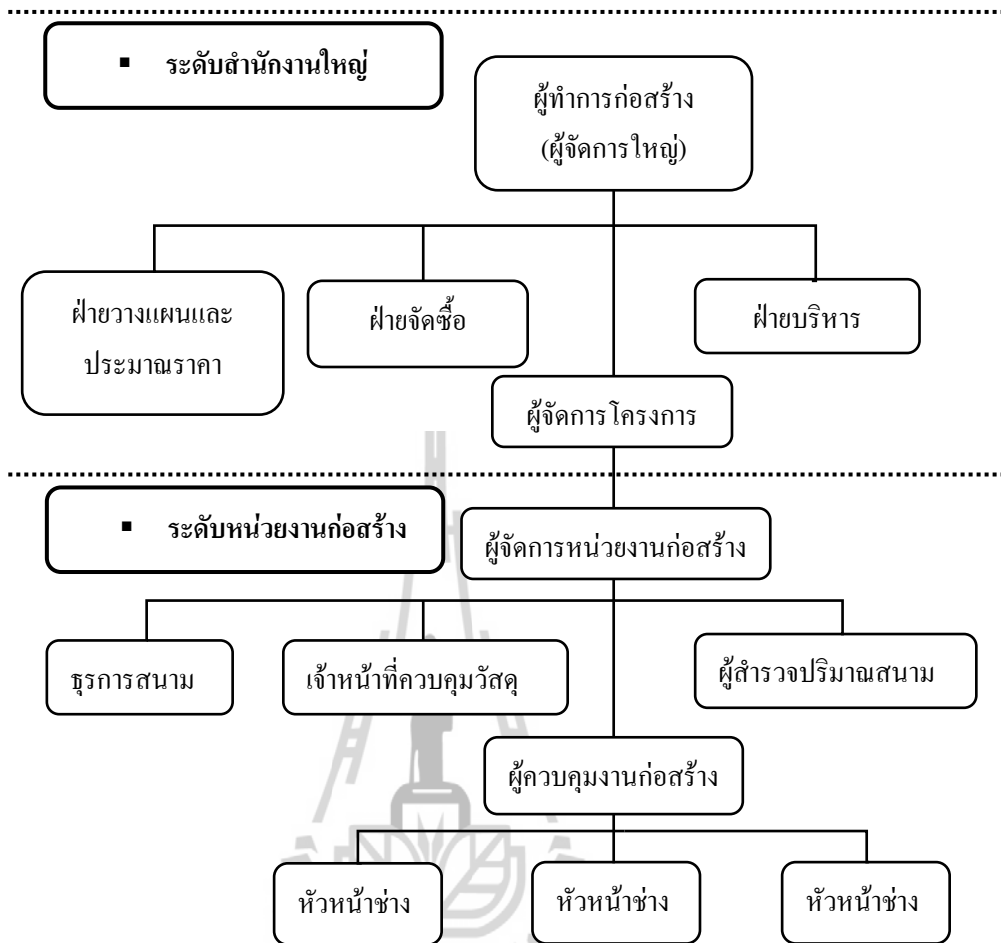 ▪ ระดับสำนักงานใหญ่
ผู้ทำการก่อสร้าง
(ผู้จัดการใหญ่)
ฝ่ายวางแผนและ
ประมาณราคา
ฝ่ายจัดซื้อ
ฝ่ายบริหาร
ผู้จัดการโครงการ
▪ ระดับหน่วยงานก่อสร้าง
ผู้จัดการหน่วยงานก่อสร้าง
ธุรการสนาม
เจ้าหน้าที่ควบคุมวัสดุ
ผู้สำรวจปริมาณสนาม
ผู้ควบคุมงานก่อสร้าง
หัวหน้าช่าง
หัวหน้าช่าง
หัวหน้าช่าง